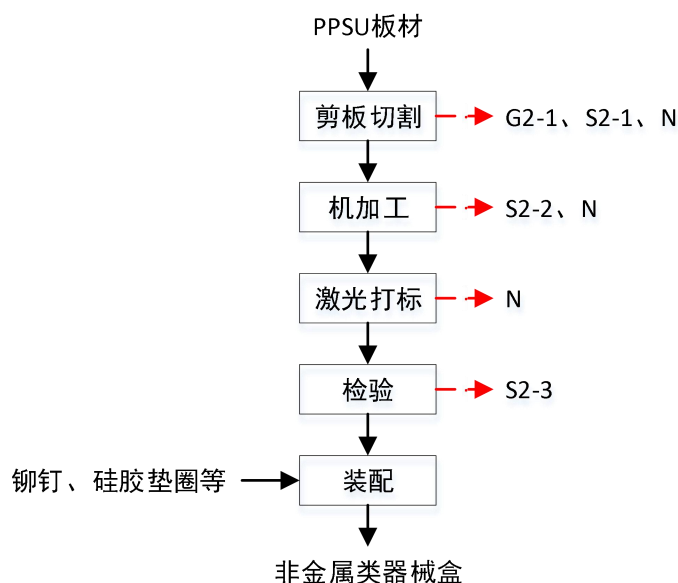 PPSU板材
剪板切割
G2-1、S2-1、N
机加工
S2-2、N
激光打标
N
检验
S2-3
铆钉、硅胶垫圈等
装配
非金属类器械盒